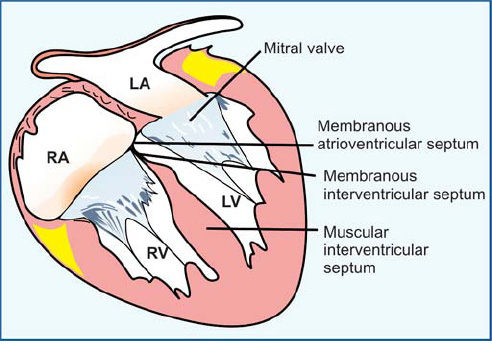 Mitral valve
LA
Membranous
atrioventricular septum
RA
Membranous
interventricular septum
LV
Muscular
interventricular
septum
RV